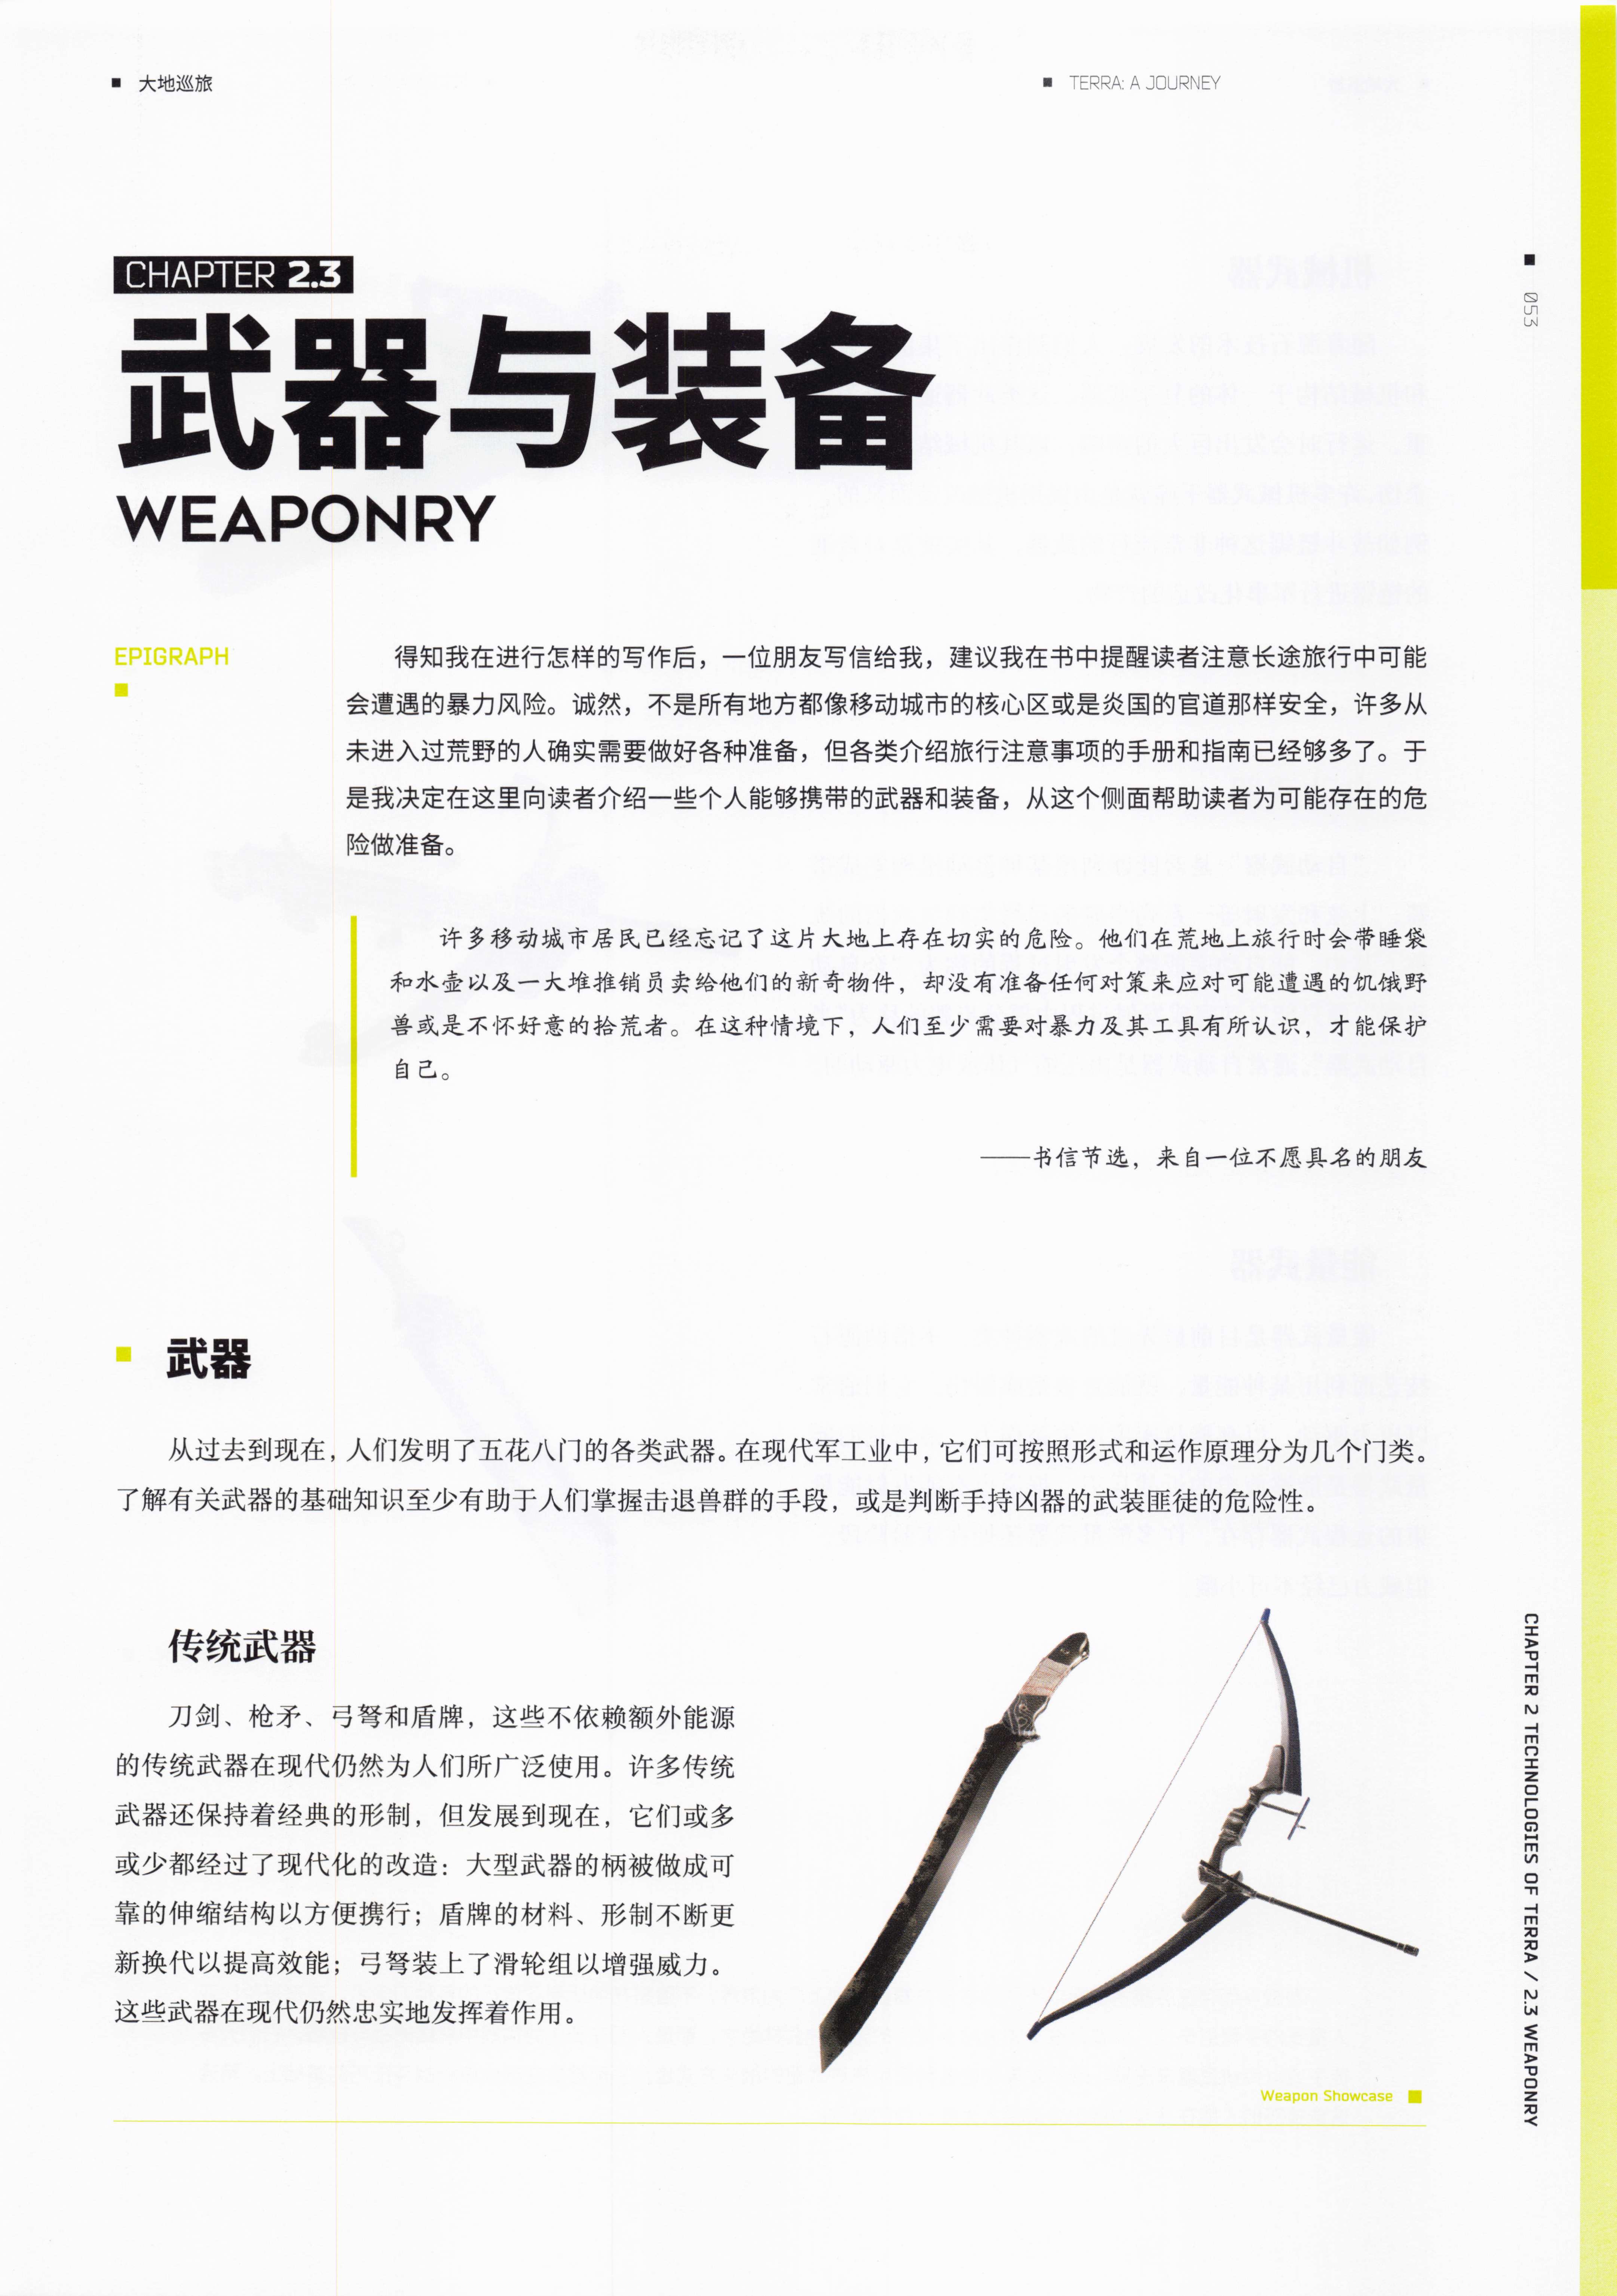 大地巡旅
TERRA: A JOURNEY
053
CHAPTER 2.3
武器与装备
WEAPONRY
EPIGRAPH
得知我在进行怎样的写作后，一位朋友写信给我，建议我在书中提醒读者注意长途旅行中可能
会遭遇的暴力风险。诚然，不是所有地方都像移动城市的核心区或是炎国的官道那样安全，许多从
未进入过荒野的人确实需要做好各种准备，但各类介绍旅行注意事项的手册和指南已经够多了。于
是我决定在这里向读者介绍一些个人能够携带的武器和装备，从这个侧面帮助读者为可能存在的危
险做准备。
许多移动城市居民已经忘记了这片大地上存在切实的危险。他们在荒地上旅行时会带睡袋
和水壶以及一大堆推销员卖给他们的新奇物件，却没有准备任何对策来应对可能遭遇的饥饿野
兽或是不怀好意的拾荒者。在这种情境下，人们至少需要对暴力及其工具有所认识，才能保护
自己。
——书信节选，来自一位不愿具名的朋友
武器
从过去到现在，人们发明了五花八门的各类武器。在现代军工业中，它们可按照形式和运作原理分为几个门类。
了解有关武器的基础知识至少有助于人们掌握击退兽群的手段，或是判断手持凶器的武装匪徒的危险性。
传统武器
刀剑、枪矛、弓弩和盾牌，这些不依赖额外能源
的传统武器在现代仍然为人们所广泛使用。许多传统
武器还保持着经典的形制，但发展到现在，它们或多
或少都经过了现代化的改造：大型武器的柄被做成可
靠的伸缩结构以方便携行；盾牌的材料、形制不断更
新换代以提高效能；弓弩装上了滑轮组以增强威力。
这些武器在现代仍然忠实地发挥着作用。
Weapon Showcase
CHAPTER 2 TECHNOLOGIES OF TERRA / 2.3 WEAPONRY